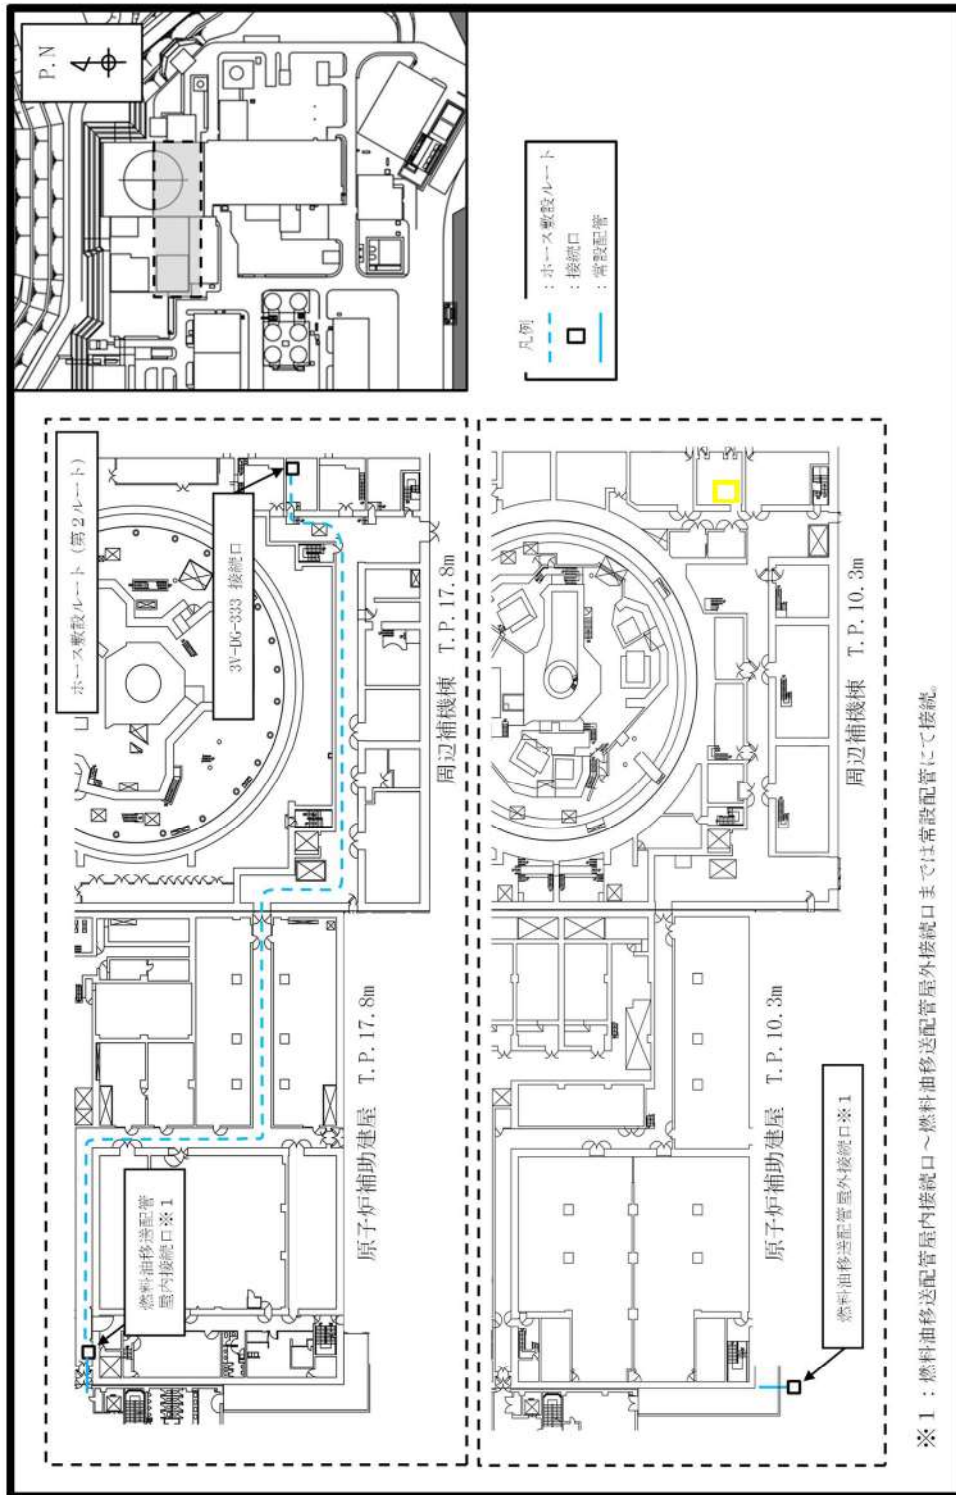 P.N
ホース敷設ルート（第２ルート）
3V-DG-333 接続口
周辺補機棟　T.P. 17.8m
原子炉補助建屋　T.P. 17.8m
燃料油移送配管
屋内接続口※１
周辺補機棟　T.P. 10.3m
原子炉補助建屋　T.P. 10.3m
燃料油移送配管屋外接続口※１
凡例
：ホース敷設ルート
：接続口
：常設配管
※１：燃料油移送配管屋内接続口～燃料油移送配管屋外接続口までは常設配管にて接続。